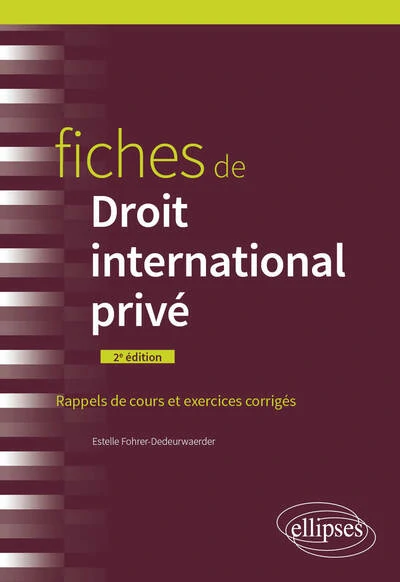 fiches de
Droit
international
privé
2e édition
Rappels de cours et exercices corrigés
Estelle Fohrer-Dedeurwaerder
ellipses